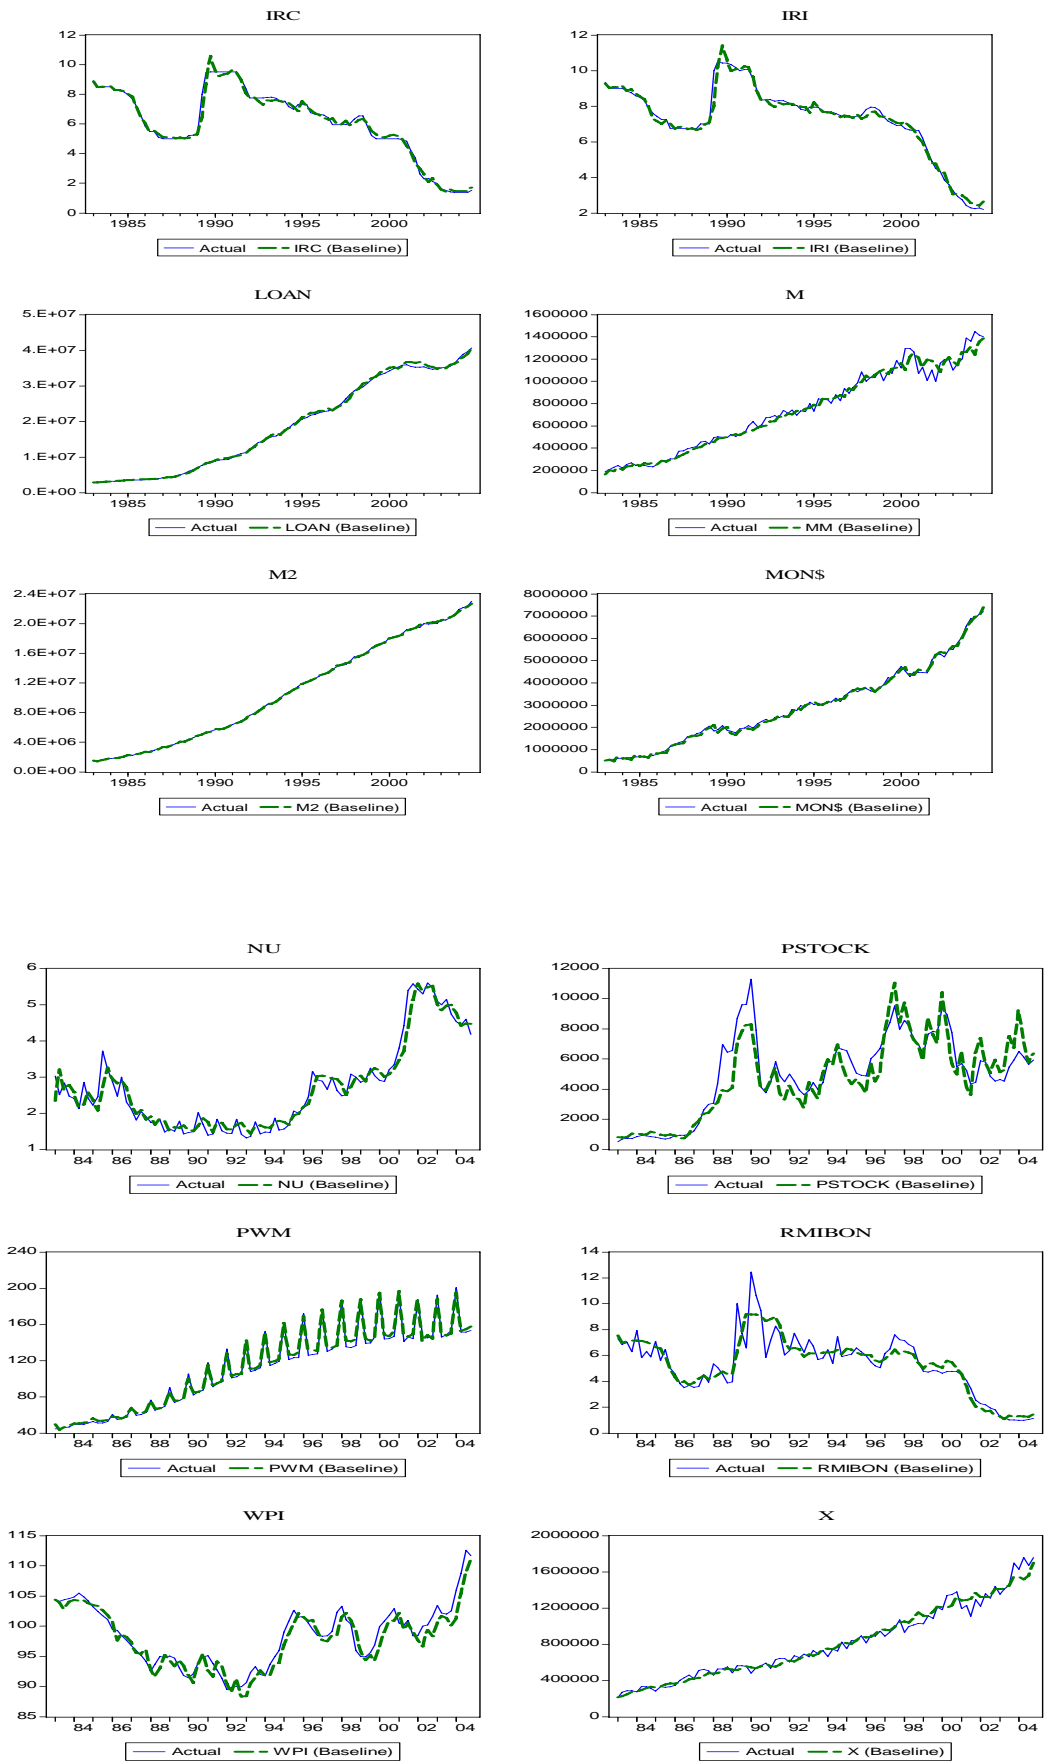 IRC
IRI
12
10
8
6
4
2
0
1985 1990 1995 2000
Actual IRC (Baseline)
12
10
8
6
4
2
1985 1990 1995 2000
Actual IRI (Baseline)
LOAN
M
5.E+07
4.E+07
3.E+07
2.E+07
1.E+07
0.E+00
1985 1990 1995 2000
Actual LOAN (Baseline)
1600000
1400000
1200000
1000000
800000
600000
400000
200000
0
1985 1990 1995 2000
Actual MM (Baseline)
M2
MON$
2.4E+07
2.0E+07
1.6E+07
1.2E+07
8.0E+06
4.0E+06
0.0E+00
1985 1990 1995 2000
Actual M2 (Baseline)
8000000
7000000
6000000
5000000
4000000
3000000
2000000
1000000
0
1985 1990 1995 2000
Actual MON$ (Baseline)
NU
PSTOCK
6
5
4
3
2
1
84 86 88 90 92 94 96 98 00 02 04
Actual NU (Baseline)
12000
10000
8000
6000
4000
2000
0
84 86 88 90 92 94 96 98 00 02 04
Actual PSTOCK (Baseline)
PWM
RMIBON
240
200
160
120
80
40
84 86 88 90 92 94 96 98 00 02 04
Actual PWM (Baseline)
14
12
10
8
6
4
2
0
84 86 88 90 92 94 96 98 00 02 04
Actual RMIBON (Baseline)
WPI
X
115
110
105
100
95
90
85
84 86 88 90 92 94 96 98 00 02 04
Actual WPI (Baseline)
2000000
1600000
1200000
800000
400000
0
84 86 88 90 92 94 96 98 00 02 04
Actual X (Baseline)